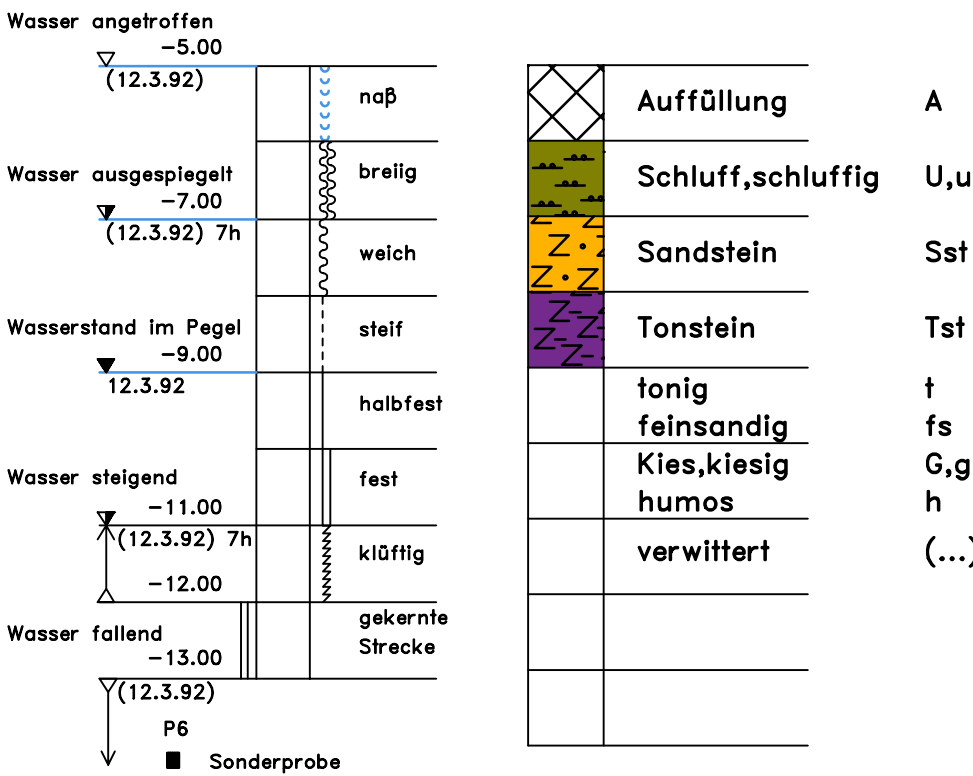 Wasser angetroffen
-5.00
(12.3.92)
naß
Wasser ausgespiegelt
-7.00
(12.3.92) 7h
breiig
weich
Wasserstand im Pegel
-9.00
12.3.92
steif
halbfest
Wasser steigend
-11.00
(12.3.92) 7h
-12.00
fest
klüftig
Wasser fallend
-13.00
(12.3.92)
gekernte
Strecke
P6
Sonderprobe
Auffüllung A
Schluff,schluffig U,u
Sandstein Sst
Tonstein Tst
tonig t
feinsandig fs
Kies,kiesig G,g
humos h
verwittert (...)